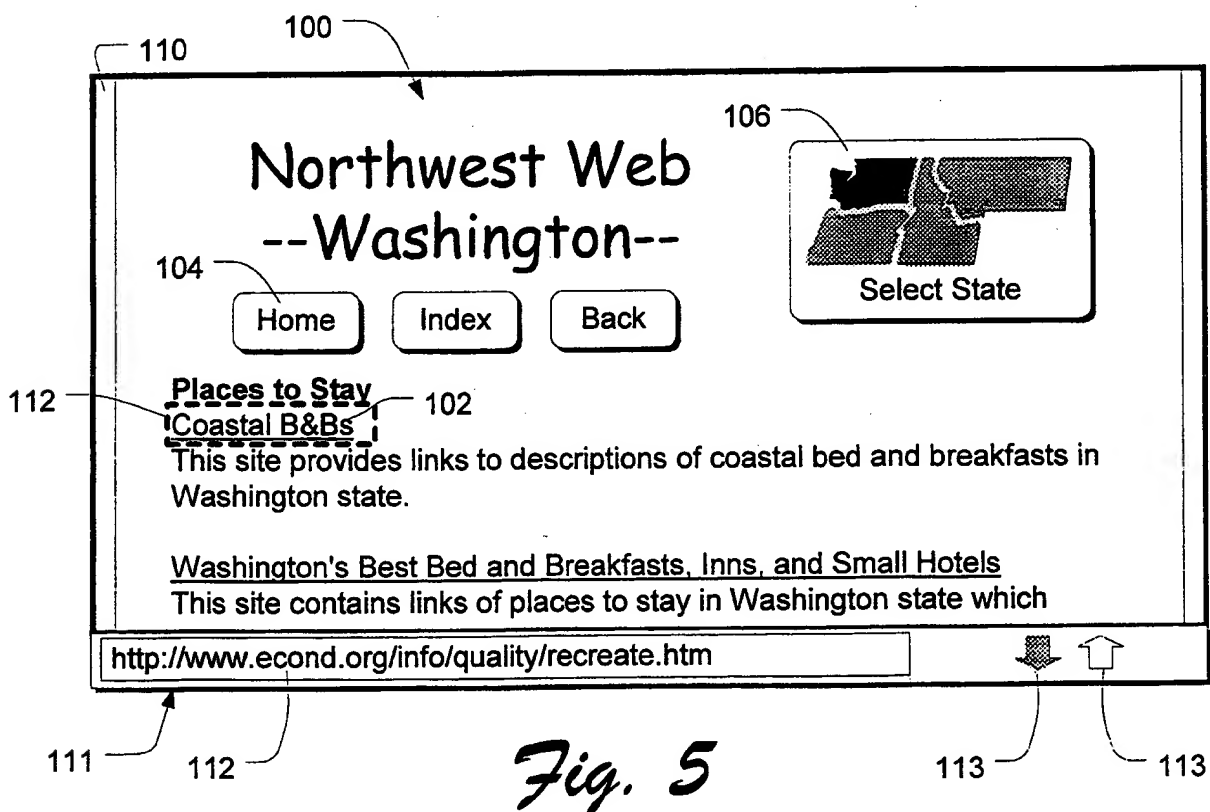 100
110
106
Northwest Web
--Washington--
104
Select State
Home Index Back
Places to Stay
112 102
Coastal B&Bs
This site provides links to descriptions of coastal bed and breakfasts in
Washington state.
Washington's Best Bed and Breakfasts, Inns, and Small Hotels
This site contains links of places to stay in Washington state which
http://www.econd.org/info/quality/recreate.htm
111 112 113 113
Fig. 5